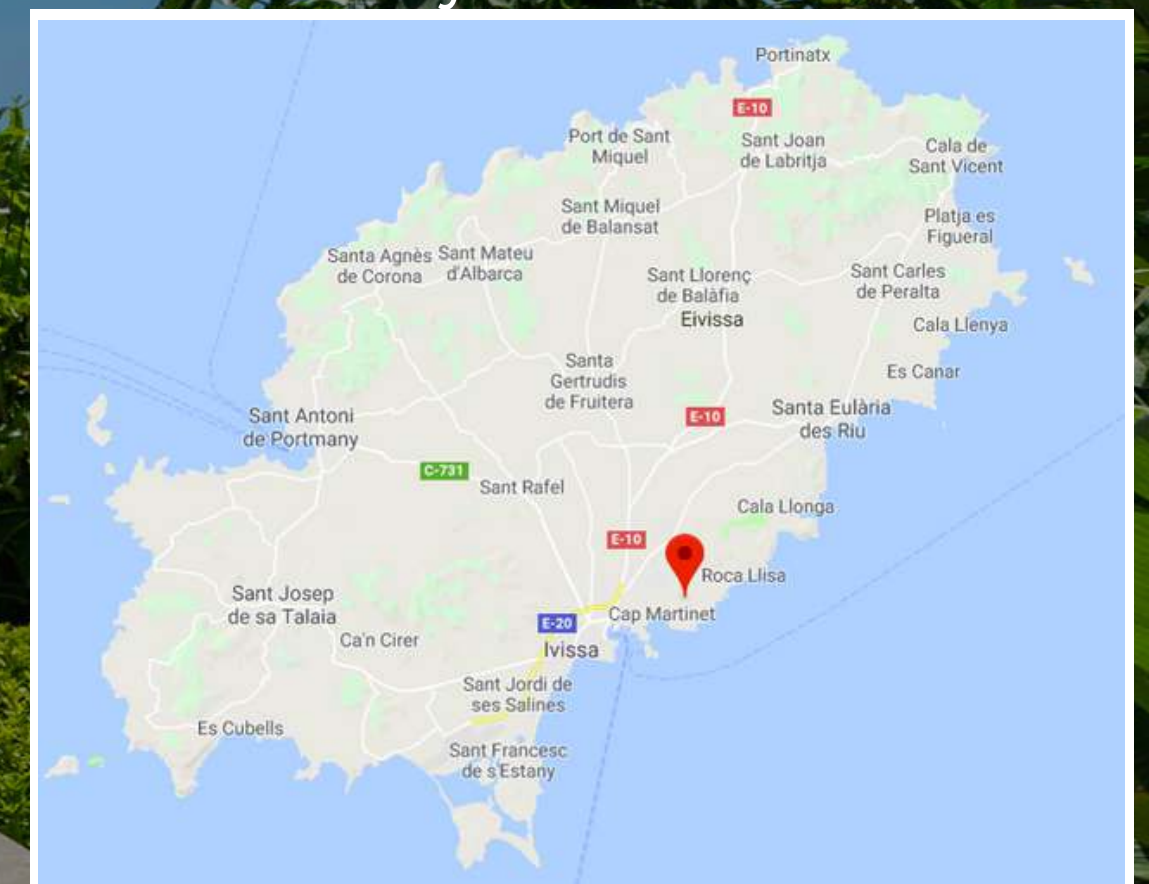 Portinatx
E-10
Port de Sant
Miquel
Sant Joan
de Labritja
Cala de
Sant Vicent
Sant Miquel
de Balansat
Platja es
Figueral
Santa Agnès
de Corona
Sant Mateu
d'Albarca
Sant Llorenç
de Balàfia
Sant Carles
de Peralta
Eivissa
Cala Llenya
Santa
Gertrudis
de Fruitera
Es Canar
Sant Antoni
de Portmany
E-10
Santa Eulària
des Riu
C-731
Sant Rafel
Cala Llonga
E-10
Roca Llisa
Sant Josep
de sa Talaia
Cap Martinet
E-20
Ca'n Cirer
Ivissa
Sant Jordi de
ses Salines
Es Cubells
Sant Francesc
de s'Estany